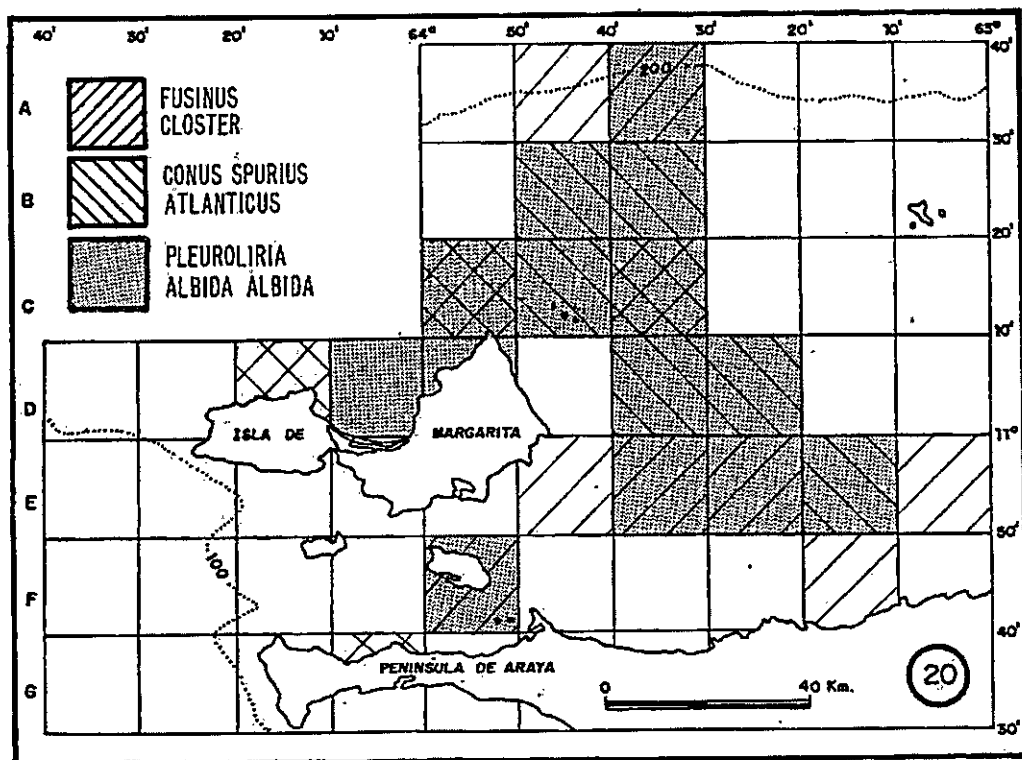 40' 30' 20' 10' 64° 50' 40' 30' 20' 10' 63°
40'
200
A
FUSINUS
CLOSTER
30'
CONUS SPURIUS
ATLANTICUS
B
20'
PLEUROLIRIA
ALBIDA ALBIDA
C
10'
D
ISLA DE MARGARITA
11°
E
50'
100
F
40'
PENINSULA DE ARAYA
G
0 40 Km.
20
30'